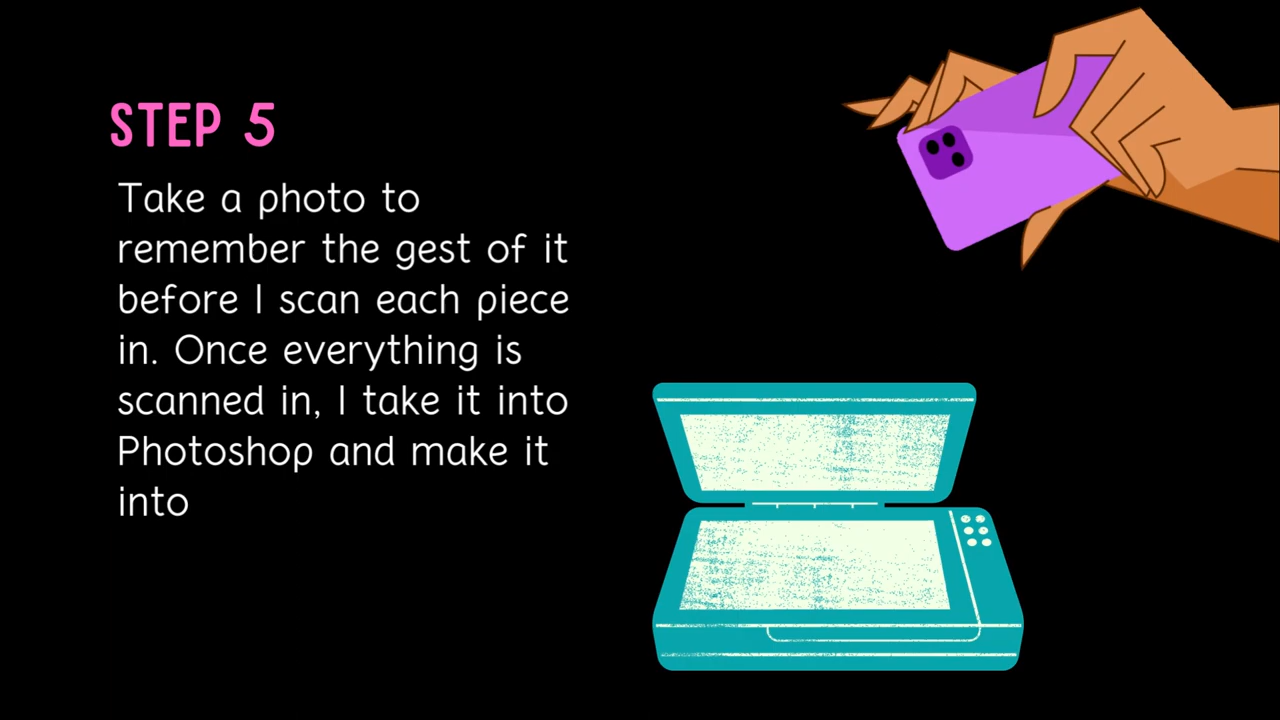 STEP 5
Take a photo to
remember the gest of it
before I scan each piece
in. Once everything is
scanned in, I take it into
Photoshop and make it
into